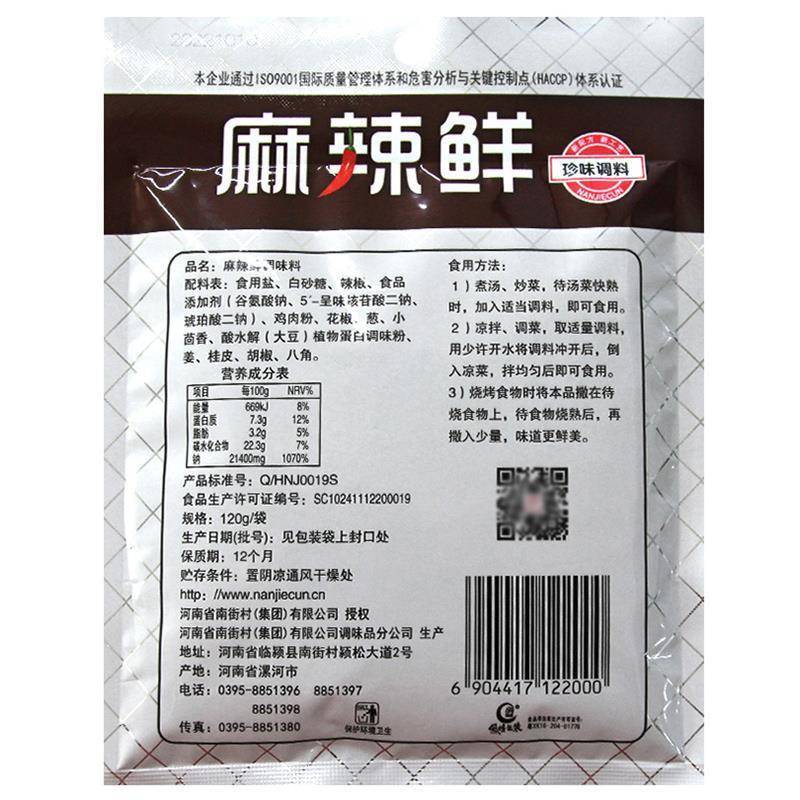 本企业通过ISO9001国际质量管理体系和危害分析与关键控制点(HACCP)体系认证
麻辣鲜
新配方 新工艺
珍味调料
NANJIECUN
品名：麻辣鲜调味料
配料表：食用盐、白砂糖、辣椒、食品
添加剂（谷氨酸钠、5′-呈味核苷酸二钠、
琥珀酸二钠）、鸡肉粉、花椒、葱、小
茴香、酸水解（大豆）植物蛋白调味粉、
姜、桂皮、胡椒、八角。
营养成分表
项目 每100g NRV%
能量 669kJ 8%
蛋白质 7.3g 12%
脂肪 3.2g 5%
碳水化合物 22.3g 7%
钠 21400mg 1070%
产品标准号：Q/HNJ0019S
食品生产许可证编号：SC10241112200019
规格：120g/袋
生产日期(批号)：见包装袋上封口处
保质期：12个月
贮存条件：置阴凉通风干燥处
http：//www.nanjiecun.cn
河南省南街村(集团)有限公司 授权
河南省南街村(集团)有限公司调味品分公司 生产
地址：河南省临颍县南街村颍松大道2号
产地：河南省漯河市
电话：0395-8851396 8851397
8851398
传真：0395-8851380
保护环境卫生
食用方法：
1）煮汤、炒菜，待汤菜快熟
时，加入适当调料，即可食用。
2）凉拌、调菜，取适量调料，
用少许开水将调料冲开后，倒
入凉菜，拌均匀后即可食用。
3）烧烤食物时将本品撒在待
烧食物上，待食物烧熟后，再
撒入少量，味道更鲜美。
6 904417 122000